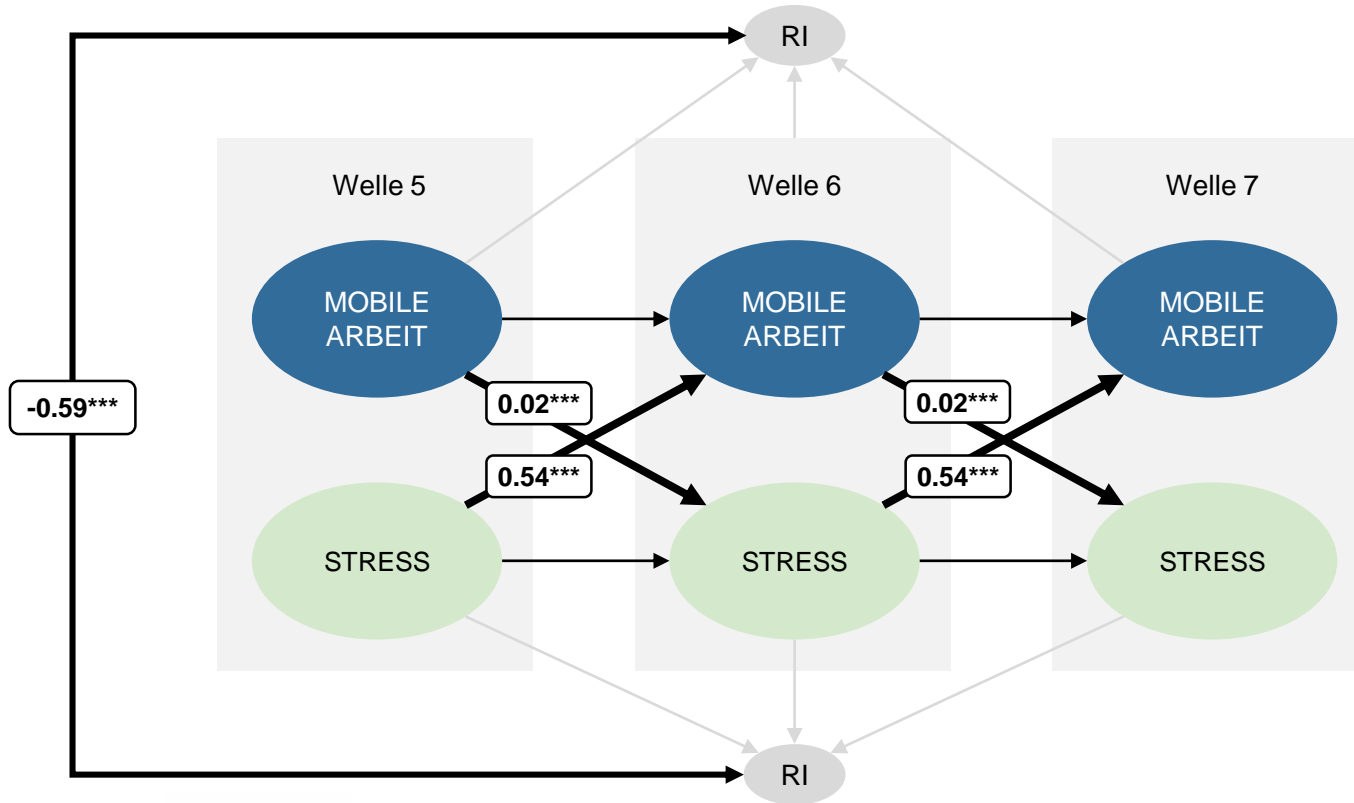 RI
Welle 5
Welle 6
Welle 7
MOBILE
ARBEIT
MOBILE
ARBEIT
MOBILE
ARBEIT
-0.59***
0.02***
0.02***
0.54***
0.54***
STRESS
STRESS
STRESS
RI